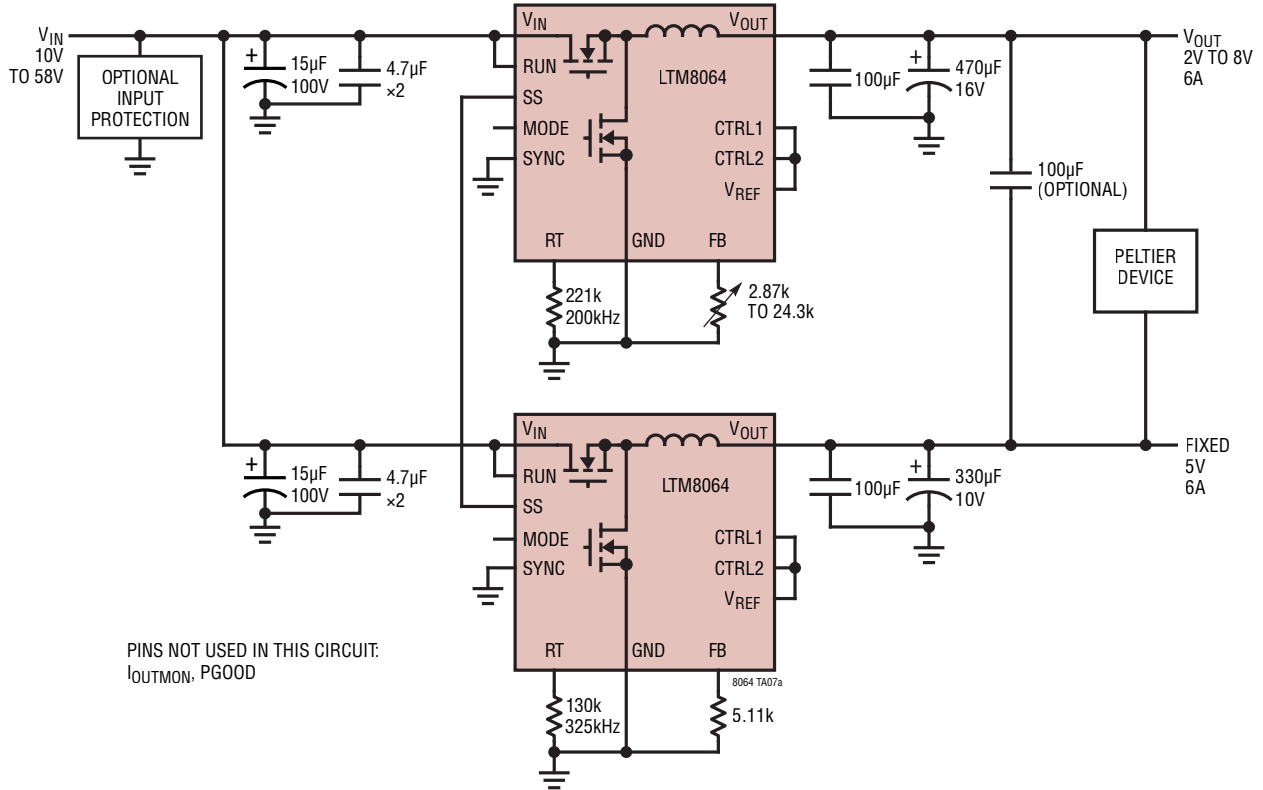 VIN
10V
TO 58V
OPTIONAL
INPUT
PROTECTION
+
15µF
100V
4.7µF
×2
VIN
RUN
SS
MODE
SYNC
VOUT
LTM8064
CTRL1
CTRL2
VREF
RT
GND
FB
221k
200kHz
2.87k
TO 24.3k
100µF
+
470µF
16V
VOUT
2V TO 8V
6A
100µF
(OPTIONAL)
PELTIER
DEVICE
+
15µF
100V
4.7µF
×2
VIN
RUN
SS
MODE
SYNC
VOUT
LTM8064
CTRL1
CTRL2
VREF
RT
GND
FB
8064 TA07a
130k
325kHz
5.11k
100µF
+
330µF
10V
FIXED
5V
6A
PINS NOT USED IN THIS CIRCUIT:
IOUTMON, PGOOD